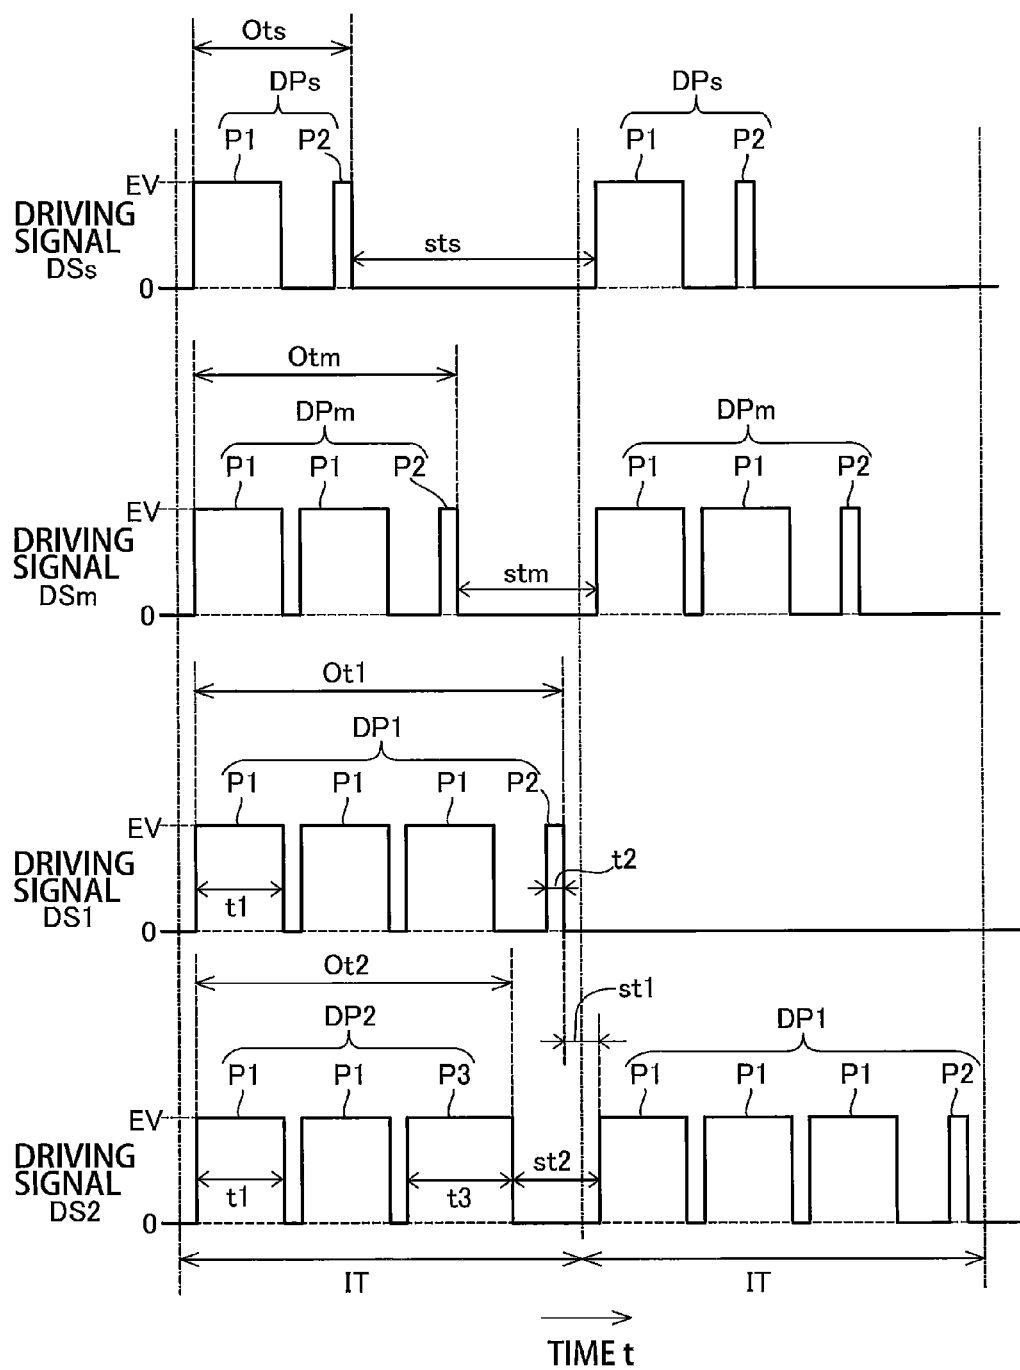 Ots
DPs
DPs
P1
P2
P1
P2
EV
DRIVING
SIGNAL
DSs
sts
0
Otm
DPm
DPm
P1
P1
P2
P1
P1
P2
EV
DRIVING
SIGNAL
DSm
stm
0
Ot1
DP1
P1
P1
P1
P2
EV
DRIVING
SIGNAL
DS1
t1
t2
0
Ot2
st1
DP2
DP1
P1
P1
P3
P1
P1
P1
P2
EV
DRIVING
SIGNAL
DS2
t1
t3
st2
0
IT
IT
TIME t